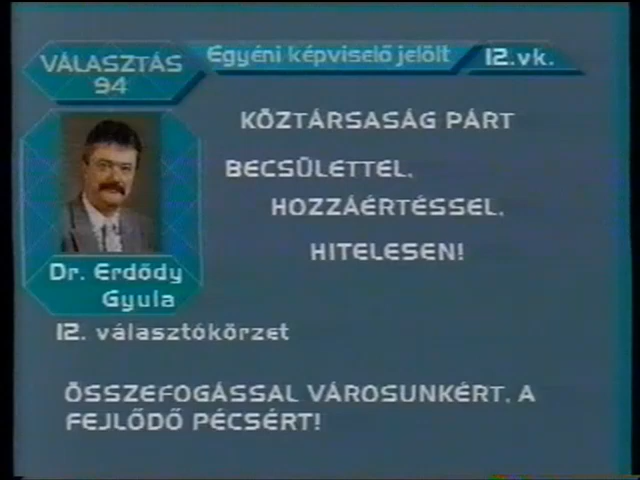 VÁLASZTÁS
94
Egyéni képviselő jelölt
12.vk.
KÖZTÁRSASÁG PÁRT
BECSÜLETTEL,
HOZZÁÉRTÉSSEL,
HITELESEN!
Dr. Erdődy
Gyula
12. választókörzet
ÖSSZEFOGÁSSAL VÁROSUNKÉRT, A
FEJLŐDŐ PÉCSÉRT!